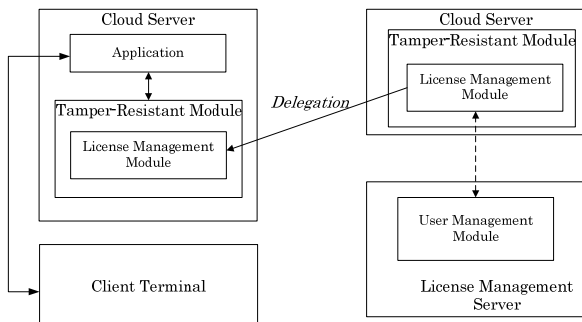 Cloud Server
Application
Tamper-Resistant Module
License Management
Module
Client Terminal
Delegation
Cloud Server
Tamper-Resistant Module
License Management
Module
User Management
Module
License Management
Server